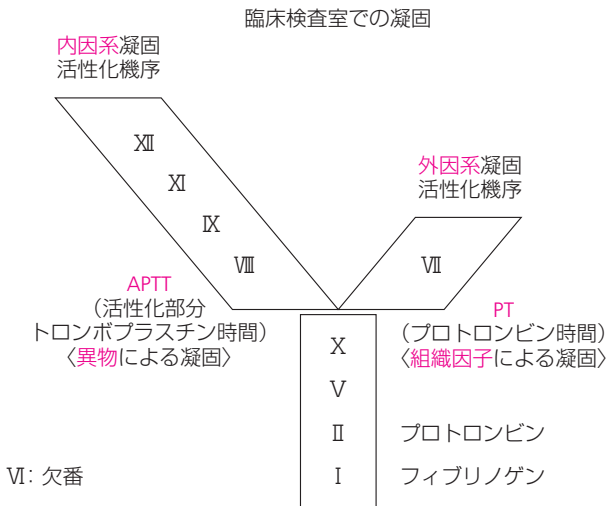 臨床検査室での凝固
内因系凝固
活性化機序
Ⅻ
Ⅺ
Ⅸ
Ⅷ
外因系凝固
活性化機序
Ⅶ
APTT
（活性化部分
トロンボプラスチン時間）
〈異物による凝固〉
PT
（プロトロンビン時間）
〈組織因子による凝固〉
Ⅹ
Ⅴ
Ⅱ プロトロンビン
Ⅰ フィブリノゲン
Ⅵ：欠番